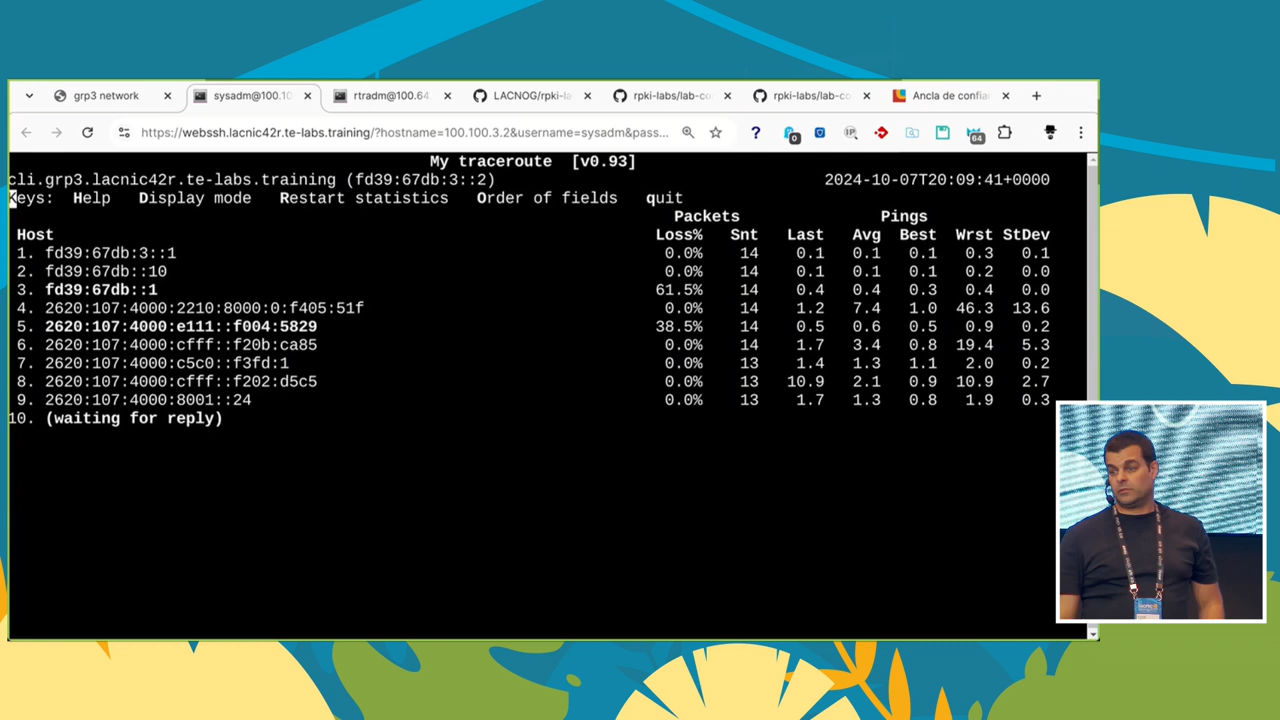 grp3 network
sysadm@100.10
rtradm@100.64
LACNOG/rpki-la
rpki-labs/lab-co
rpki-labs/lab-co
Ancla de confia
https://webssh.lacnic42r.te-labs.training/?hostname=100.100.3.2&username=sysadm&pass...
? 0 IP 64
My traceroute [v0.93]
cli.grp3.lacnic42r.te-labs.training (fd39:67db:3::2) 2024-10-07T20:09:41+0000
Keys: Help Display mode Restart statistics Order of fields quit
Packets Pings
Host Loss% Snt Last Avg Best Wrst StDev
1. fd39:67db:3::1 0.0% 14 0.1 0.1 0.1 0.3 0.1
2. fd39:67db::10 0.0% 14 0.1 0.1 0.1 0.2 0.0
3. fd39:67db::1 61.5% 14 0.4 0.4 0.3 0.4 0.0
4. 2620:107:4000:2210:8000:0:f405:51f 0.0% 14 1.2 7.4 1.0 46.3 13.6
5. 2620:107:4000:e111::f004:5829 38.5% 14 0.5 0.6 0.5 0.9 0.2
6. 2620:107:4000:cfff::f20b:ca85 0.0% 14 1.7 3.4 0.8 19.4 5.3
7. 2620:107:4000:c5c0::f3fd:1 0.0% 13 1.4 1.3 1.1 2.0 0.2
8. 2620:107:4000:cfff::f202:d5c5 0.0% 13 10.9 2.1 0.9 10.9 2.7
9. 2620:107:4000:8001::24 0.0% 13 1.7 1.3 0.8 1.9 0.3
10. (waiting for reply)